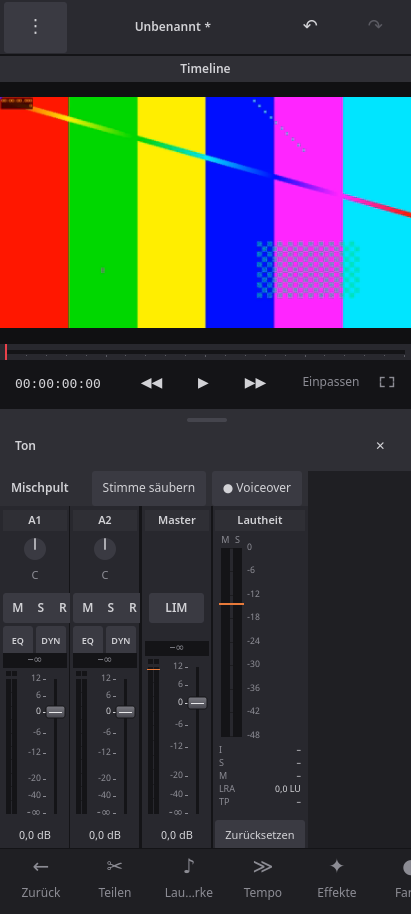 Unbenannt *
Timeline
00:00:00:00 Einpassen
Ton
Mischpult Stimme säubern Voiceover
A1 A2 Master Lautheit
M S
C C
M S R M S R LIM
EQ DYN EQ DYN
-∞ -∞ -∞
12 6 0 -6 -12 -20 -40 -∞
12 6 0 -6 -12 -20 -40 -∞
12 6 0 -6 -12 -20 -40 -∞
0 -6 -12 -18 -24 -30 -36 -42 -48
I –
S –
M –
LRA 0,0 LU
TP –
0,0 dB 0,0 dB 0,0 dB Zurücksetzen
Zurück Teilen Lau...rke Tempo Effekte